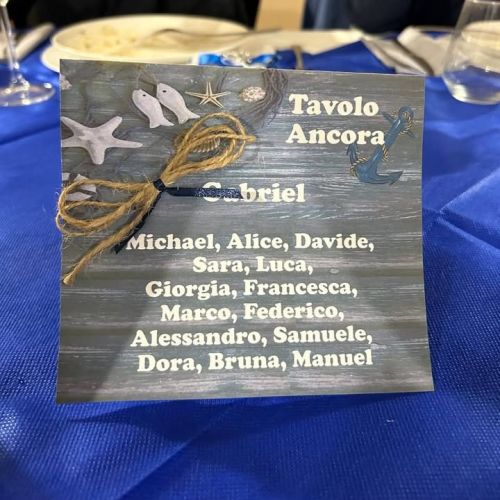 Tavolo
Ancora
Gabriel
Michael, Alice, Davide,
Sara, Luca,
Giorgia, Francesca,
Marco, Federico,
Alessandro, Samuele,
Dora, Bruna, Manuel